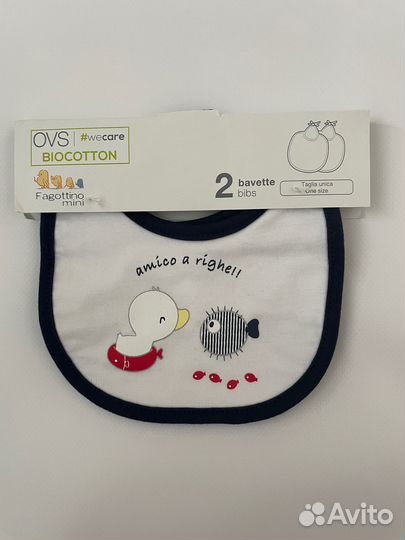 OVS #wecare
BIOCOTTON
Fagottino
mini
2 bavette
bibs
Taglia unica
One size
amico a righe!!
Avito